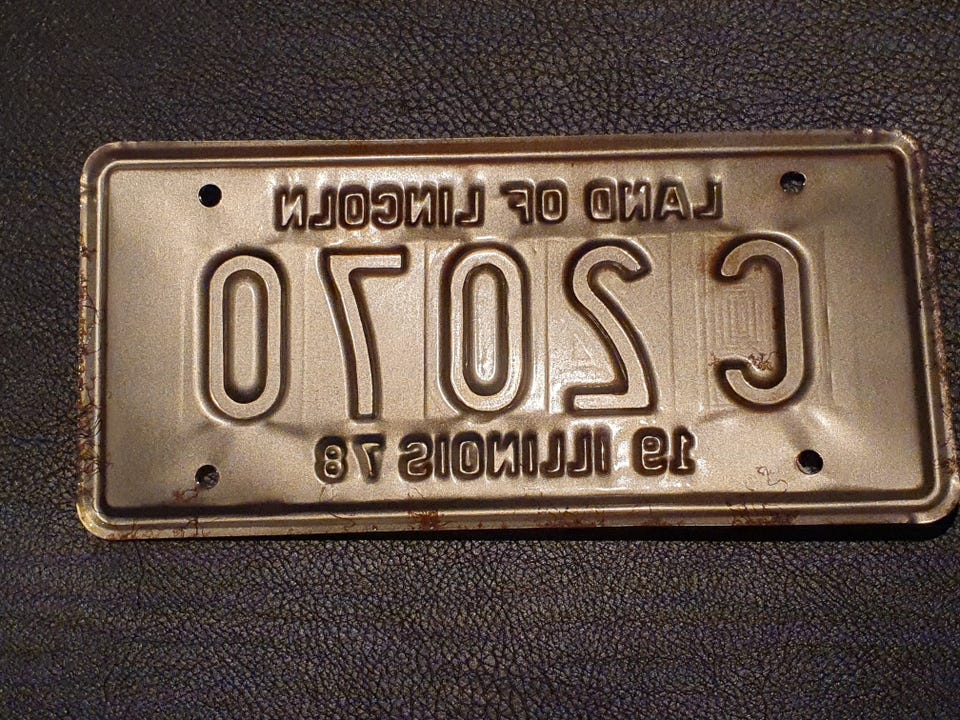 LAND OF LINCOLN
C 2070
19 ILLINOIS 78